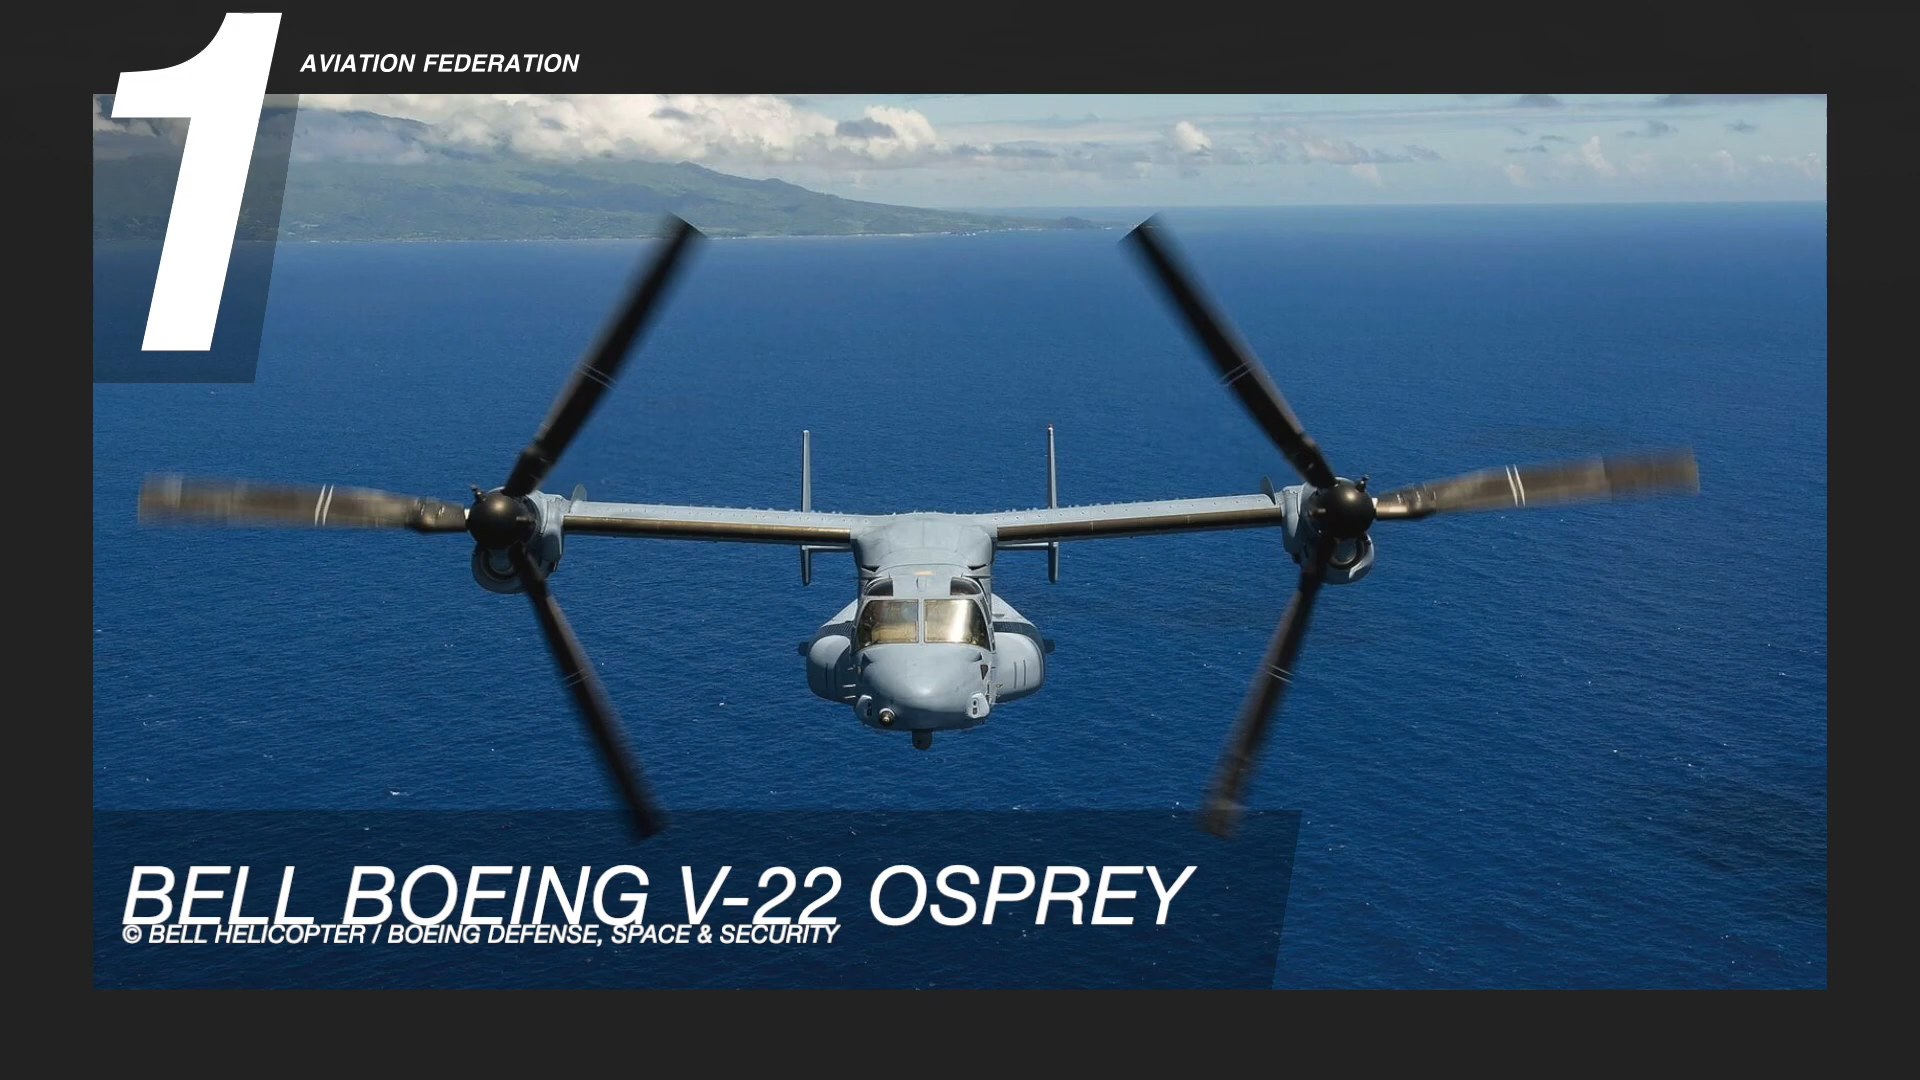 1
AVIATION FEDERATION
BELL BOEING V-22 OSPREY
© BELL HELICOPTER / BOEING DEFENSE, SPACE & SECURITY